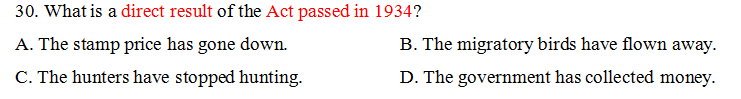 30. What is a direct result of the Act passed in 1934?
A. The stamp price has gone down. B. The migratory birds have flown away.
C. The hunters have stopped hunting. D. The government has collected money.